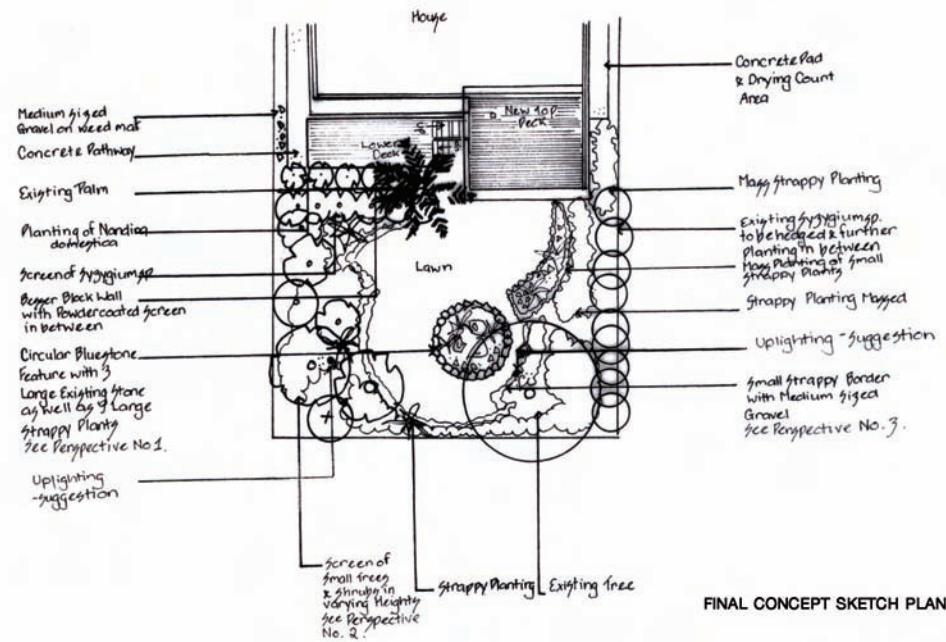 House
Medium sized
Gravel on weed mat
Concrete Pathway
Existing Palm
Planting of Nandina
domestica
Screen of Syzygium sp.
Besser Block Wall
with Powdercoated Screen
in between
Circular Bluestone
Feature with 3
Large Existing Stone
as well as 9 Large
Strappy Plants
See Perspective No 1.
Uplighting
-suggestion
Lower
Deck
New Top
Deck
Lawn
Concrete Pad
& Drying Count
Area
Mass Strappy Planting
Existing Syzygium sp.
to be hedged & further
planting in between
Mass Planting of Small
Strappy Plants
Strappy Planting Massed
Uplighting - suggestion
Small Strappy Border
with Medium Sized
Gravel
See Perspective No. 3.
Screen of
Small Trees
& Shrubs in
varying Heights
See Perspective
No. 2.
Strappy Planting
Existing Tree
FINAL CONCEPT SKETCH PLAN